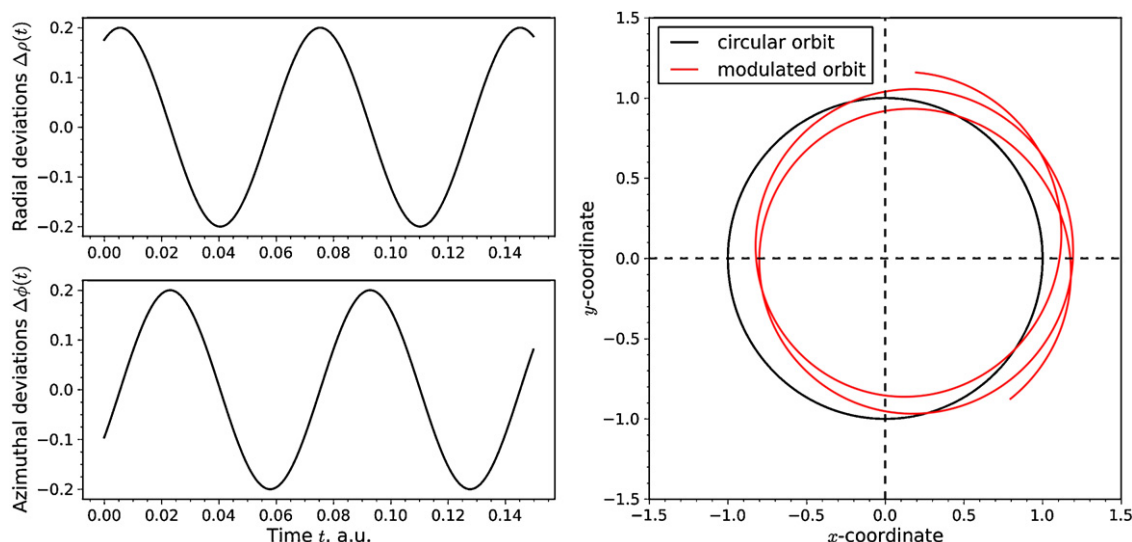 Radial deviations Δρ(t)
0.2
0.1
0.0
−0.1
−0.2
0.00 0.02 0.04 0.06 0.08 0.10 0.12 0.14
Azimuthal deviations Δϕ(t)
0.2
0.1
0.0
−0.1
−0.2
0.00 0.02 0.04 0.06 0.08 0.10 0.12 0.14
Time t, a.u.
circular orbit
modulated orbit
y-coordinate
1.5
1.0
0.5
0.0
−0.5
−1.0
−1.5
−1.5 −1.0 −0.5 0.0 0.5 1.0 1.5
x-coordinate